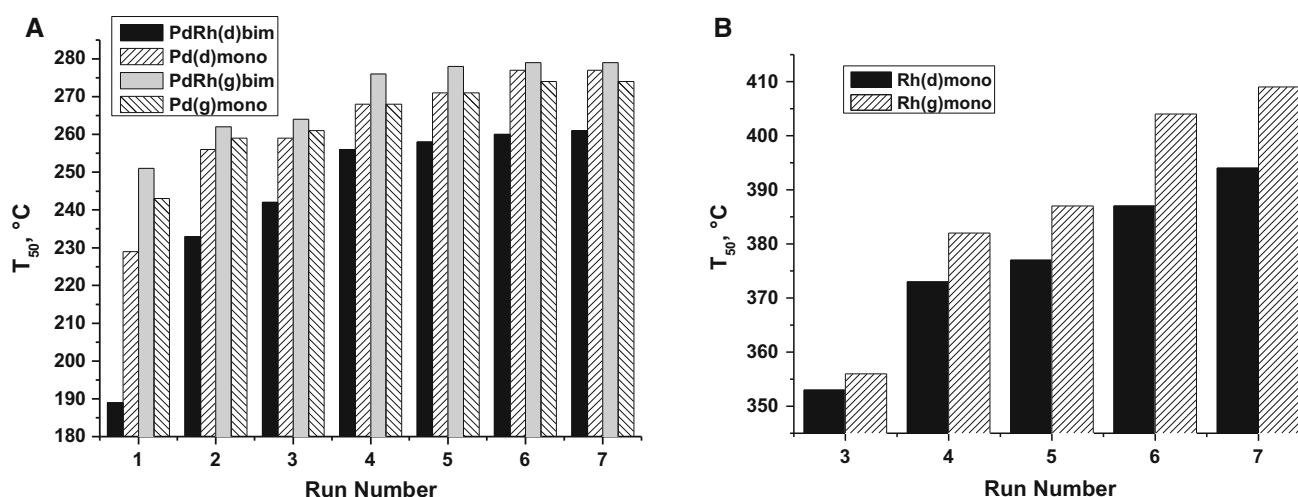 A
PdRh(d)bim
Pd(d)mono
PdRh(g)bim
Pd(g)mono
280
270
260
250
240
230
220
210
200
190
180
T50, °C
1 2 3 4 5 6 7
Run Number
B
Rh(d)mono
Rh(g)mono
410
400
390
380
370
360
350
T50, °C
3 4 5 6 7
Run Number